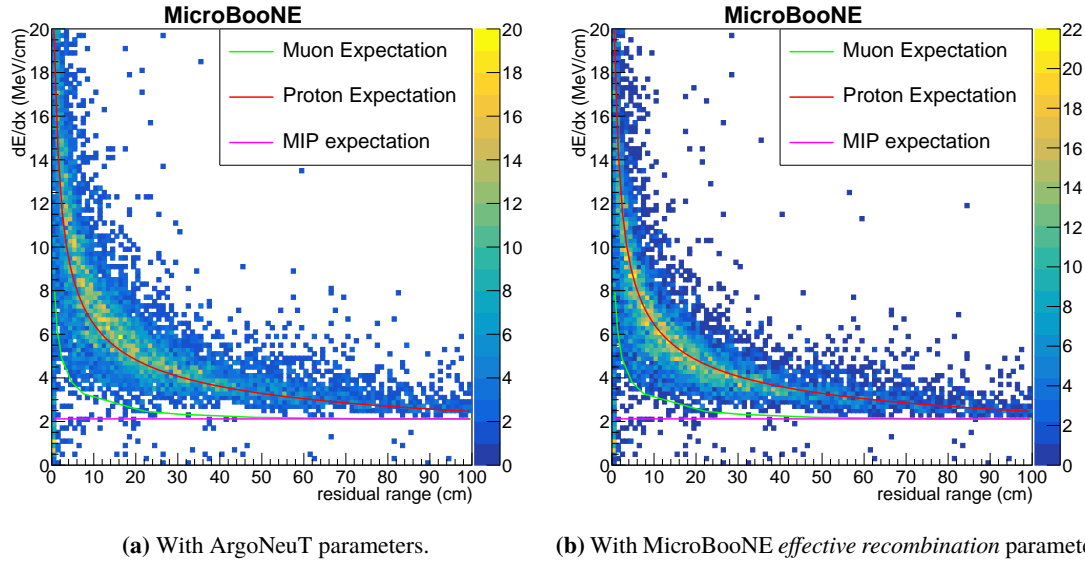 MicroBooNE
dE/dx (MeV/cm)
20
18
16
14
12
10
8
6
4
2
0
Muon Expectation
Proton Expectation
MIP expectation
20
18
16
14
12
10
8
6
4
2
0
0 10 20 30 40 50 60 70 80 90 100
residual range (cm)
(a) With ArgoNeuT parameters.
MicroBooNE
dE/dx (MeV/cm)
20
18
16
14
12
10
8
6
4
2
0
Muon Expectation
Proton Expectation
MIP expectation
22
20
18
16
14
12
10
8
6
4
2
0
0 10 20 30 40 50 60 70 80 90 100
residual range (cm)
(b) With MicroBooNE effective recombination parame